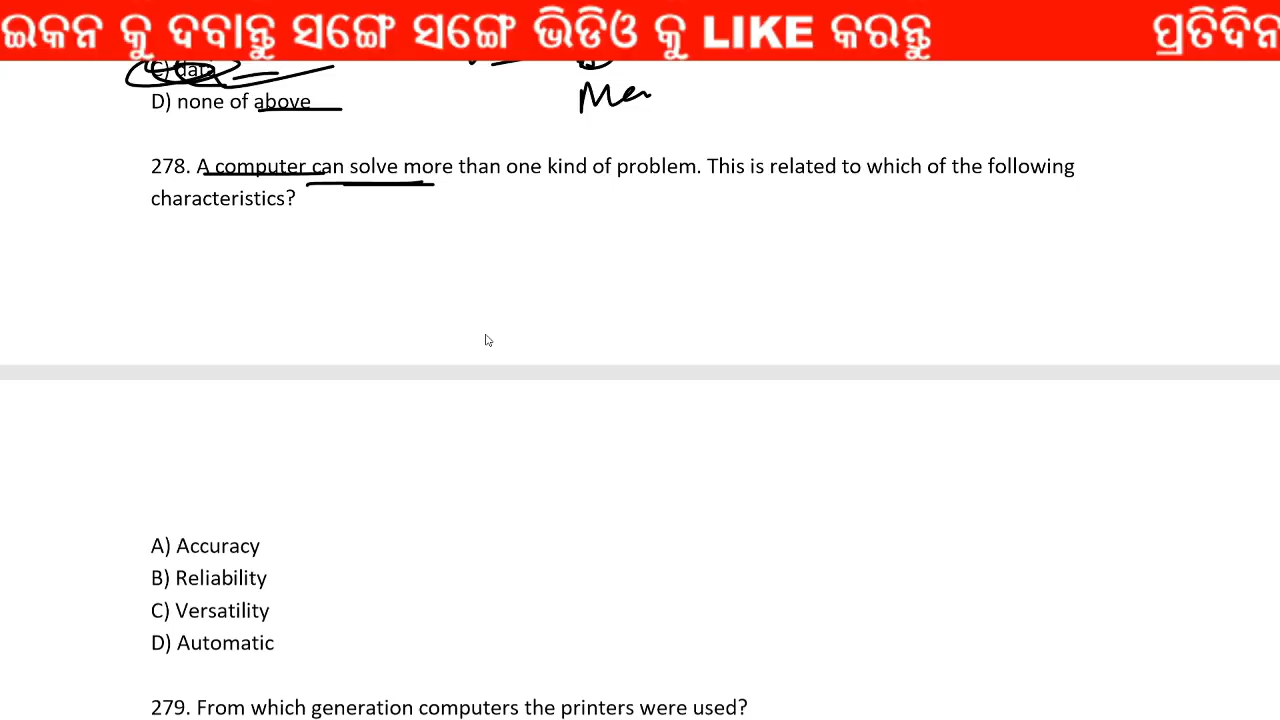 ଇକନ କୁ ଦବାନ୍ତୁ ସଙ୍ଗେ ସଙ୍ଗେ ଭିଡିଓ କୁ LIKE କରନ୍ତୁ ପ୍ରତିଦିନ
C) data
D) none of above
278. A computer can solve more than one kind of problem. This is related to which of the following
characteristics?
A) Accuracy
B) Reliability
C) Versatility
D) Automatic
279. From which generation computers the printers were used?